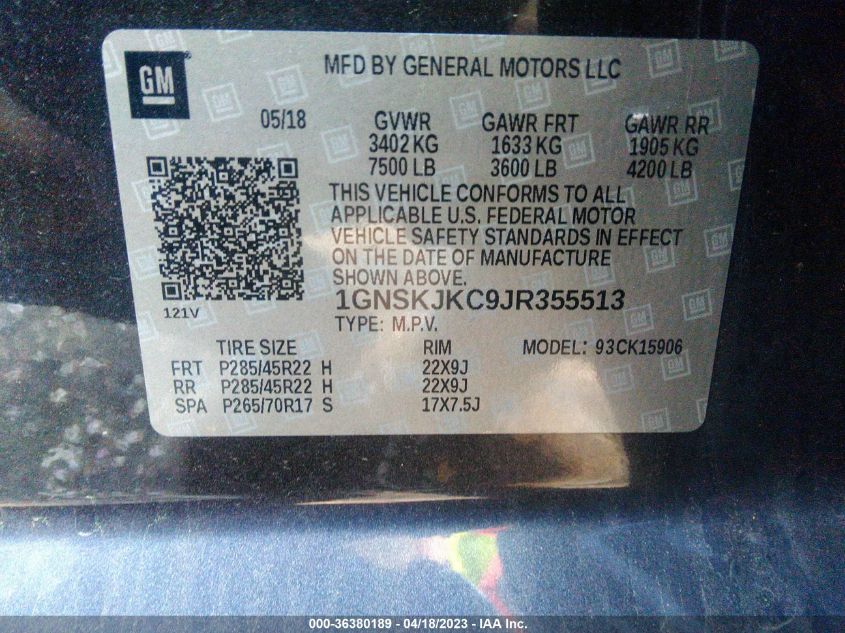 GM
MFD BY GENERAL MOTORS LLC
05/18 GVWR GAWR FRT GAWR RR
3402 KG 1633 KG 1905 KG
7500 LB 3600 LB 4200 LB
THIS VEHICLE CONFORMS TO ALL
APPLICABLE U.S. FEDERAL MOTOR
VEHICLE SAFETY STANDARDS IN EFFECT
ON THE DATE OF MANUFACTURE
SHOWN ABOVE.
1GNSKJKC9JR355513
121V
TYPE: M.P.V.
TIRE SIZE RIM MODEL: 93CK15906
FRT P285/45R22 H 22X9J
RR P285/45R22 H 22X9J
SPA P265/70R17 S 17X7.5J
000-36380189 - 04/18/2023 - IAA Inc.